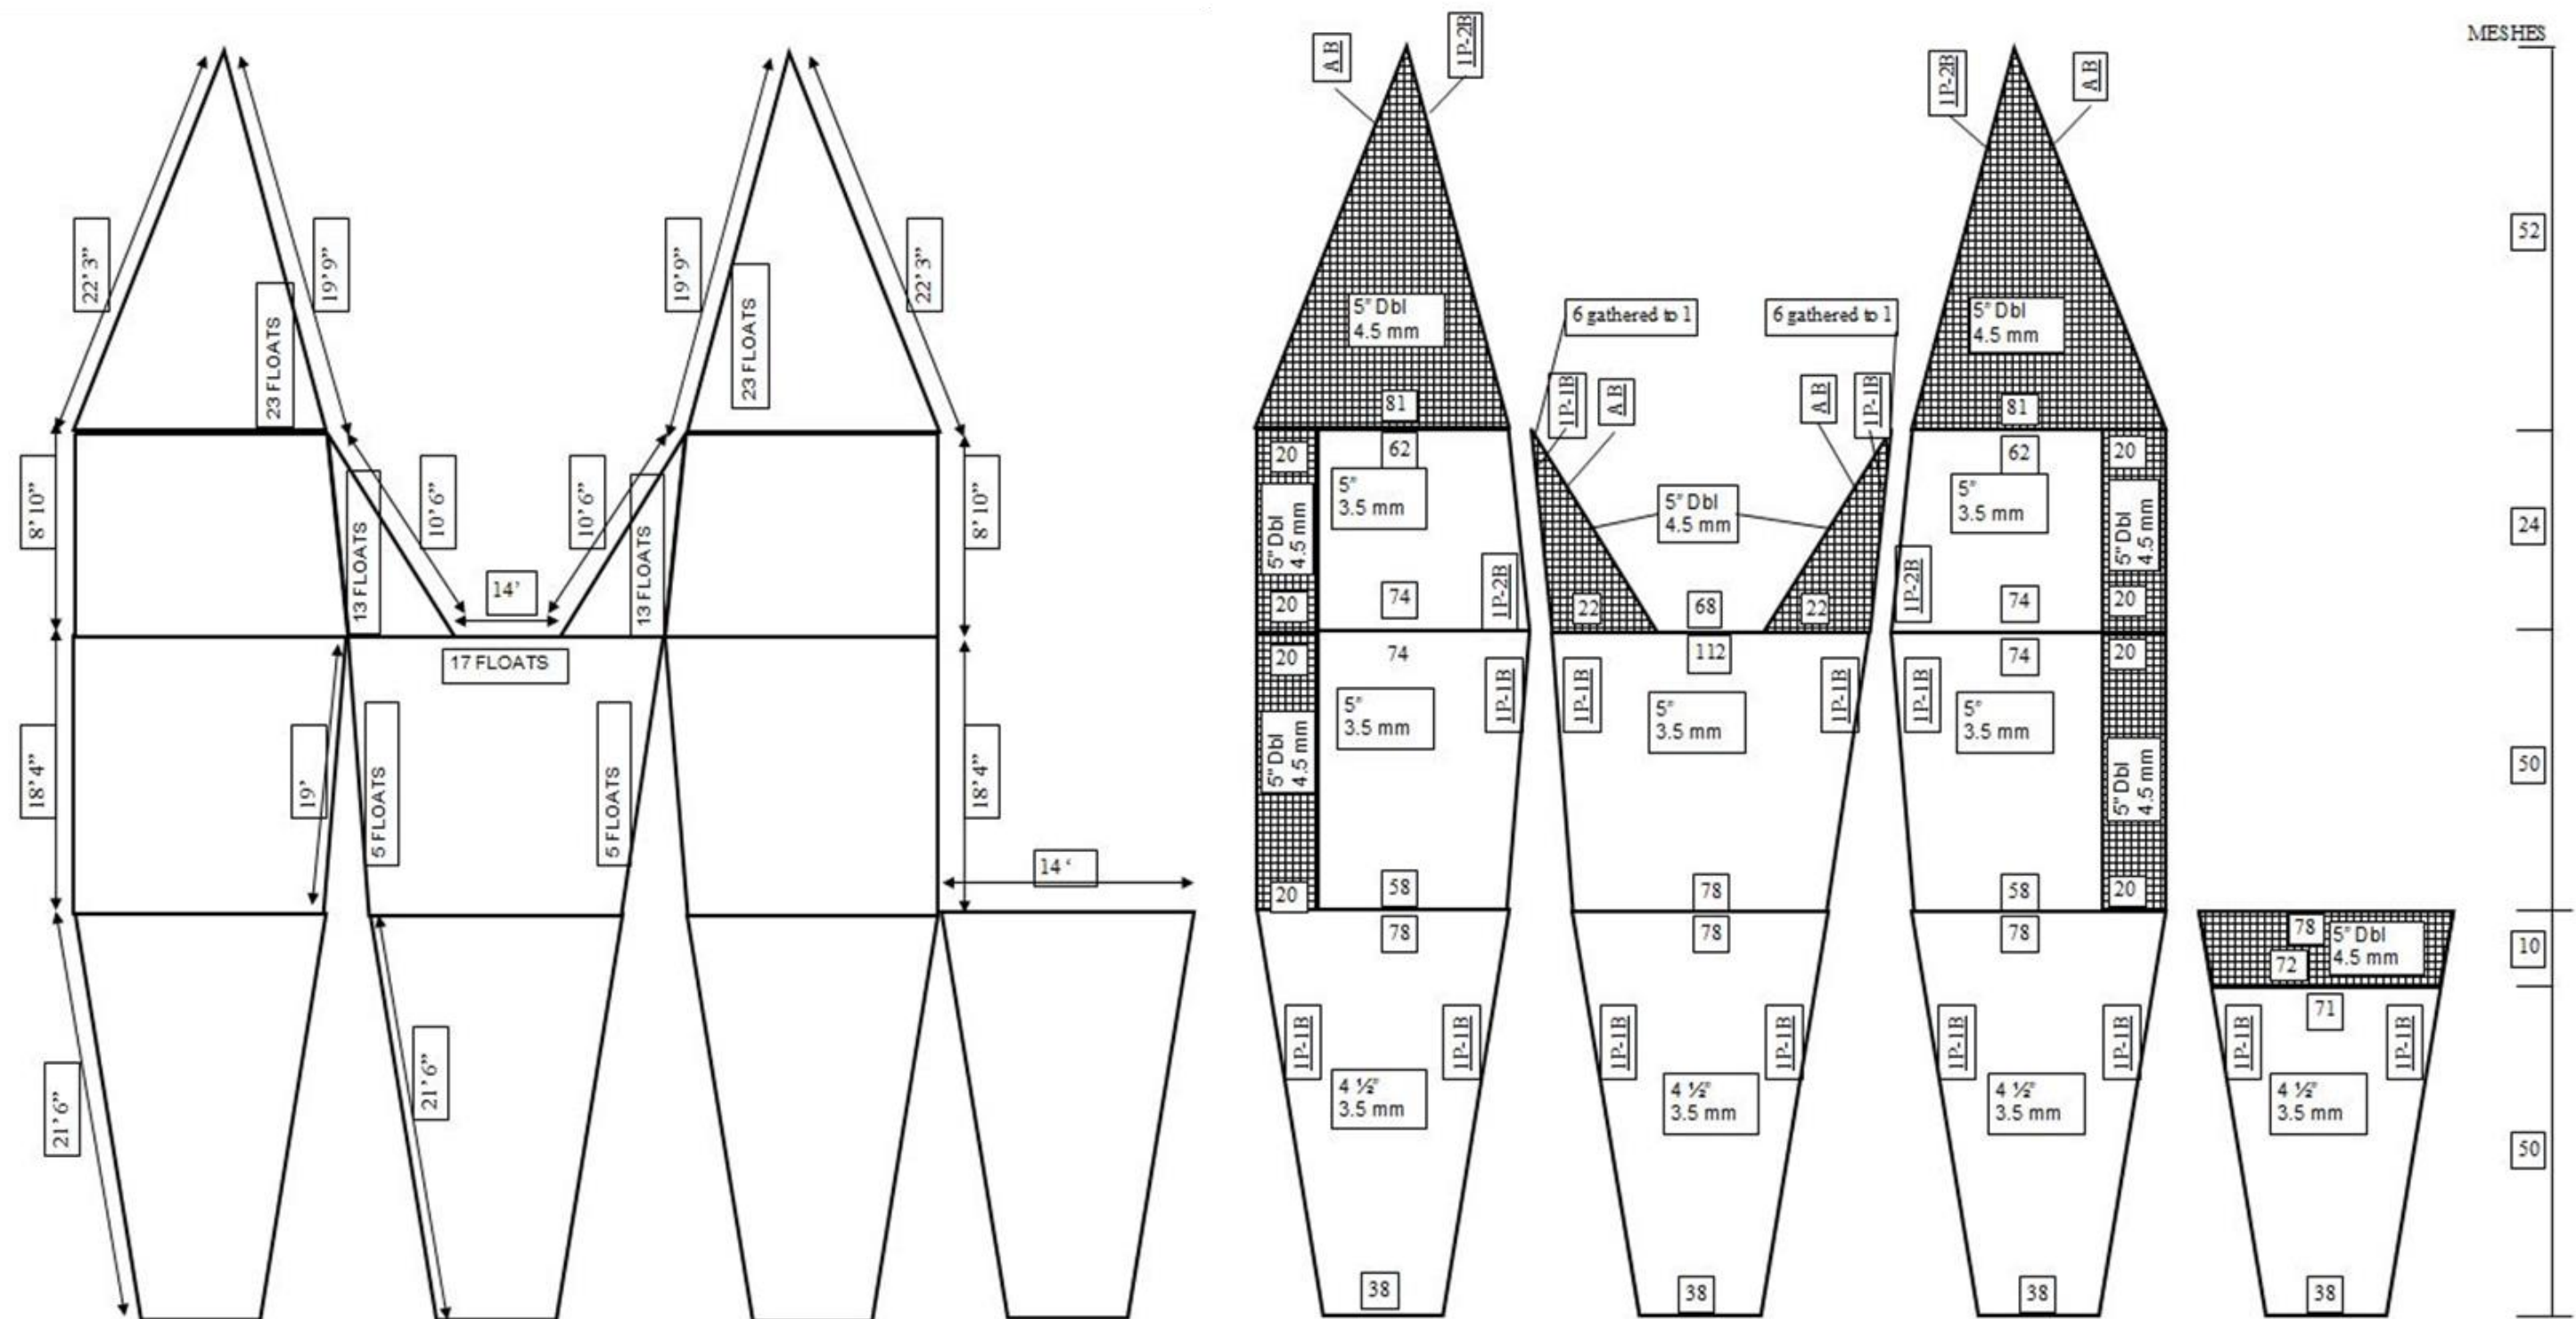 22’ 3”
19’ 9”
19’ 9”
22’ 3”
23 FLOATS
23 FLOATS
8’ 10”
13 FLOATS
10’ 6”
10’ 6”
13 FLOATS
8’ 10”
14’
17 FLOATS
18’ 4”
19’
5 FLOATS
5 FLOATS
18’ 4”
14 ‘
21’ 6”
21’ 6”
MESHES
A B
1P-2B
1P-2B
A B
52
5" Dbl
4.5 mm
6 gathered to 1
6 gathered to 1
5" Dbl
4.5 mm
81
1P-1B
A B
A B
1P-1B
81
20
62
62
20
5" Dbl
4.5 mm
5"
3.5 mm
5" Dbl
4.5 mm
5"
3.5 mm
5" Dbl
4.5 mm
24
1P-2B
1P-2B
20
74
22
68
22
74
20
20
74
112
74
20
1P-1B
1P-1B
1P-1B
1P-1B
5" Dbl
4.5 mm
5"
3.5 mm
5"
3.5 mm
5"
3.5 mm
5" Dbl
4.5 mm
50
20
58
78
58
20
78
78
78
78
5" Dbl
4.5 mm
72
10
71
1P-1B
1P-1B
1P-1B
1P-1B
1P-1B
1P-1B
1P-1B
1P-1B
4 ½"
3.5 mm
4 ½"
3.5 mm
4 ½"
3.5 mm
4 ½"
3.5 mm
50
38
38
38
38